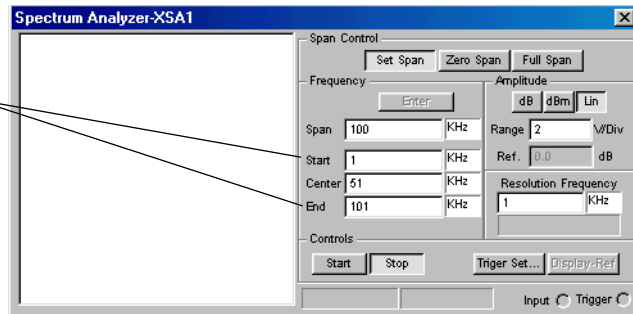 Spectrum Analyzer-XSA1
Span Control
Set Span Zero Span Full Span
Frequency
Enter
Span 100 KHz
Start 1 KHz
Center 51 KHz
End 101 KHz
Amplitude
dB dBm Lin
Range 2 V/Div
Ref. 0.0 dB
Resolution Frequency
1 KHz
Controls
Start Stop
Triger Set... Display-Ref
Input Trigger